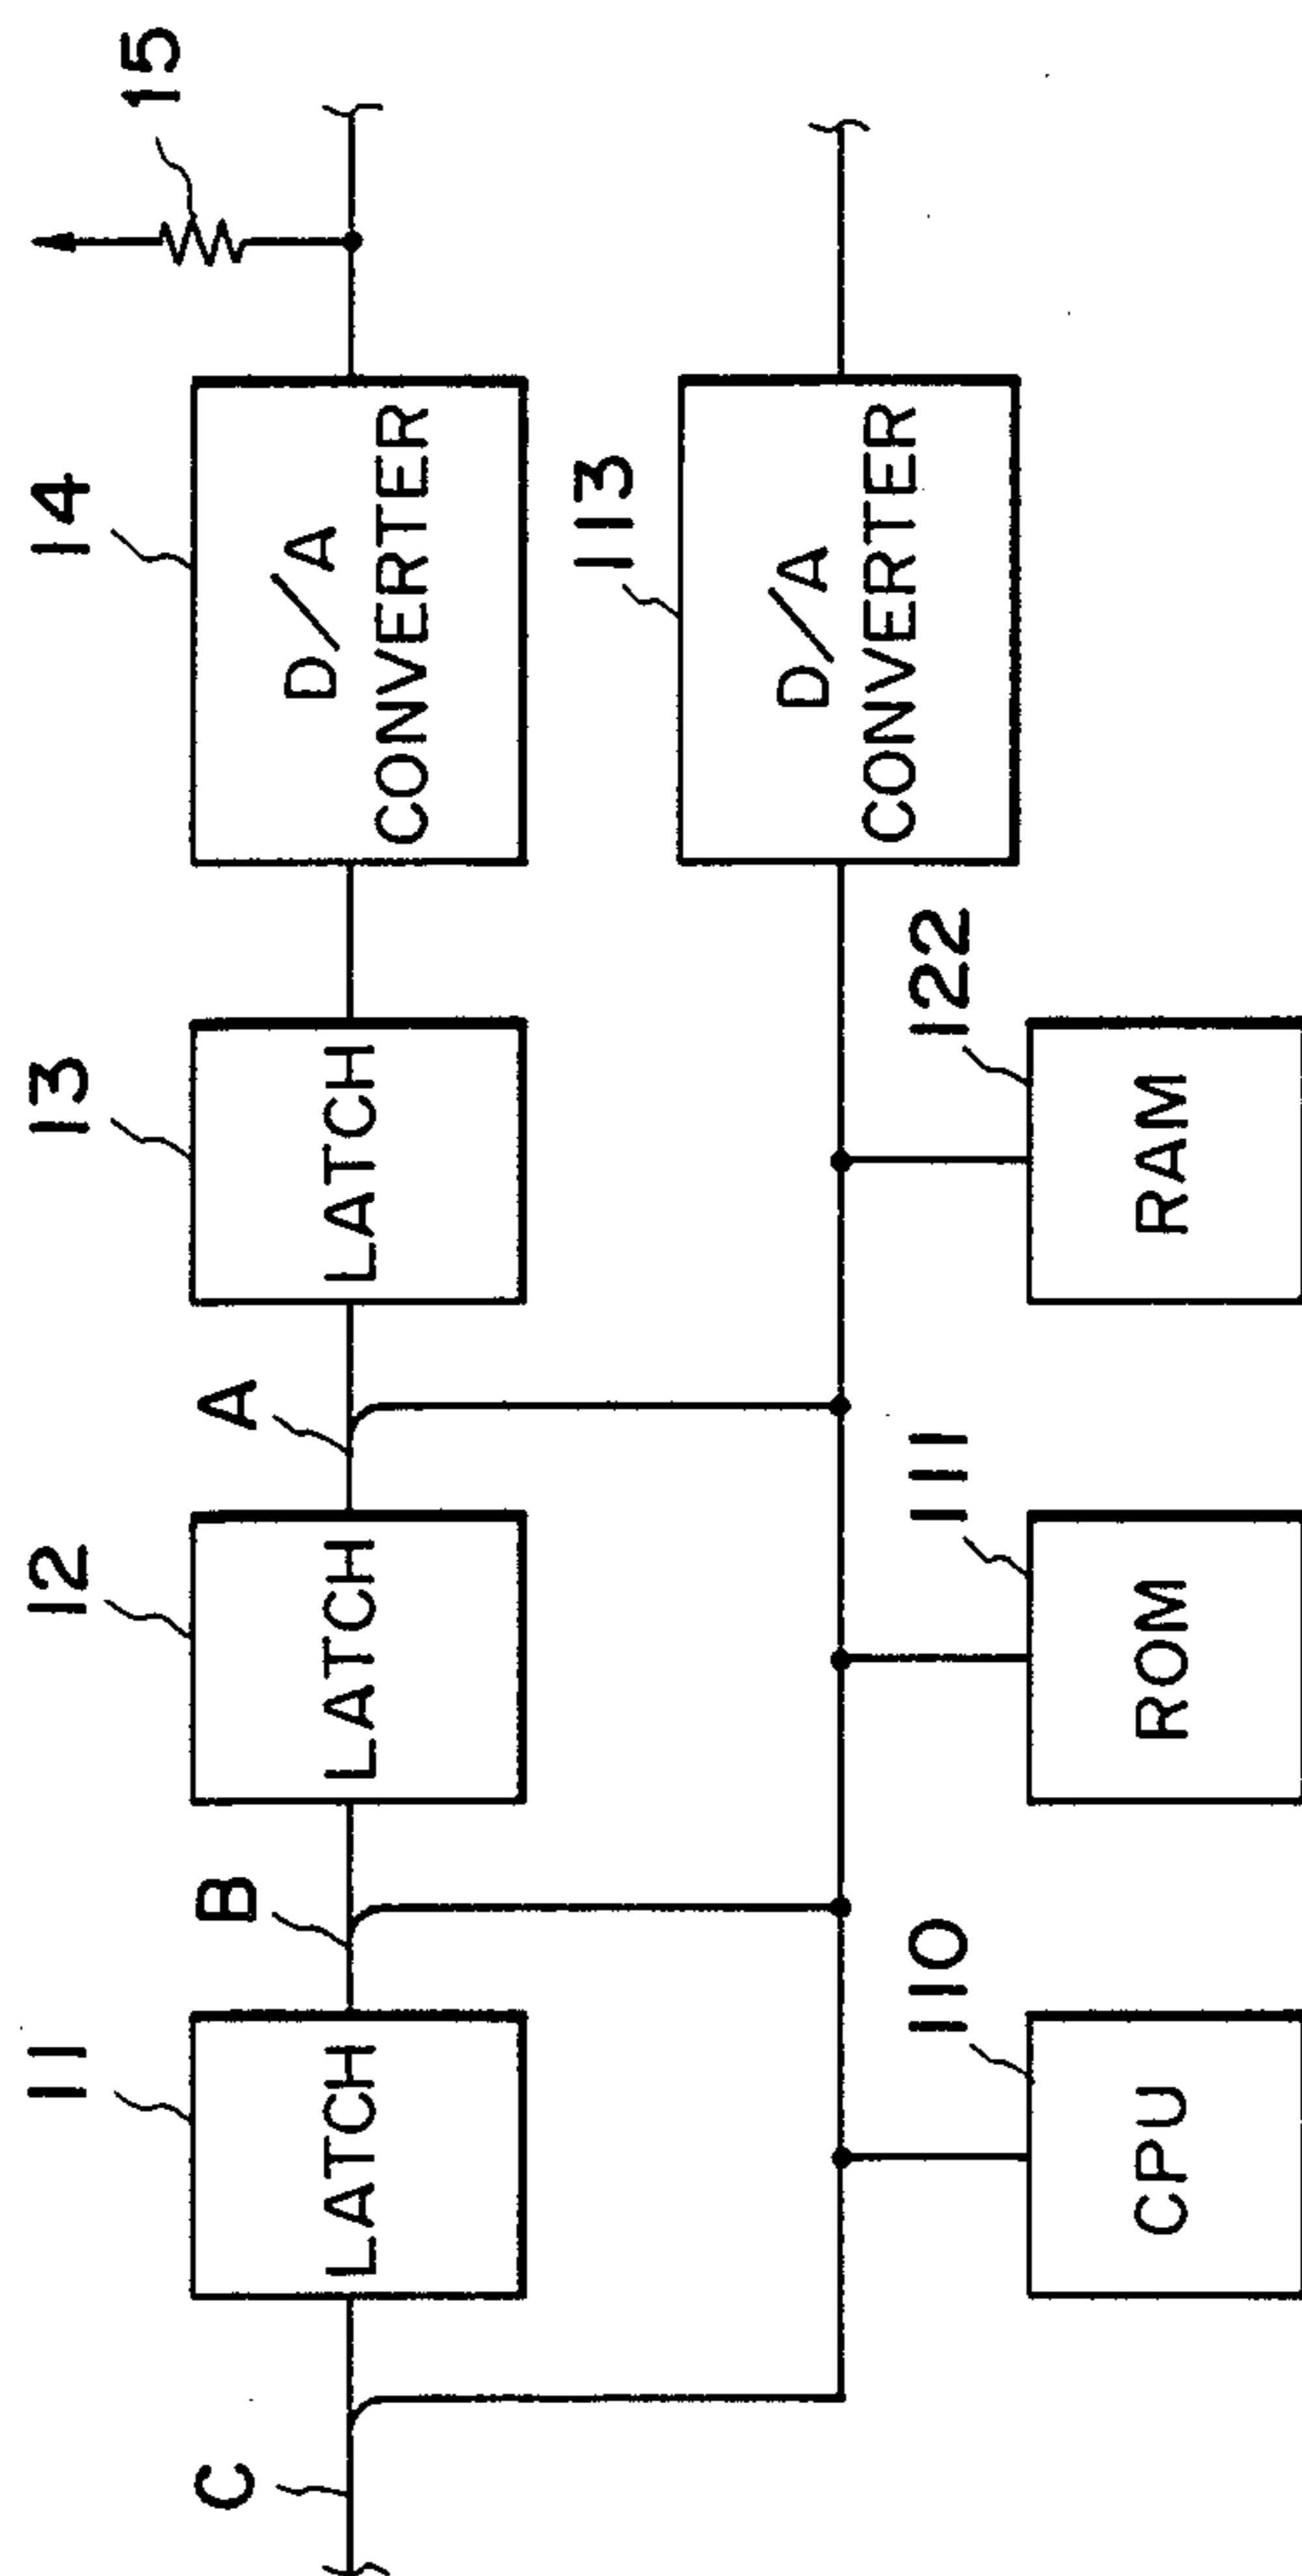 15
14
D/A
CONVERTER
113
D/A
CONVERTER
13
LATCH
122
RAM
A
12
LATCH
111
ROM
B
11
LATCH
110
CPU
C